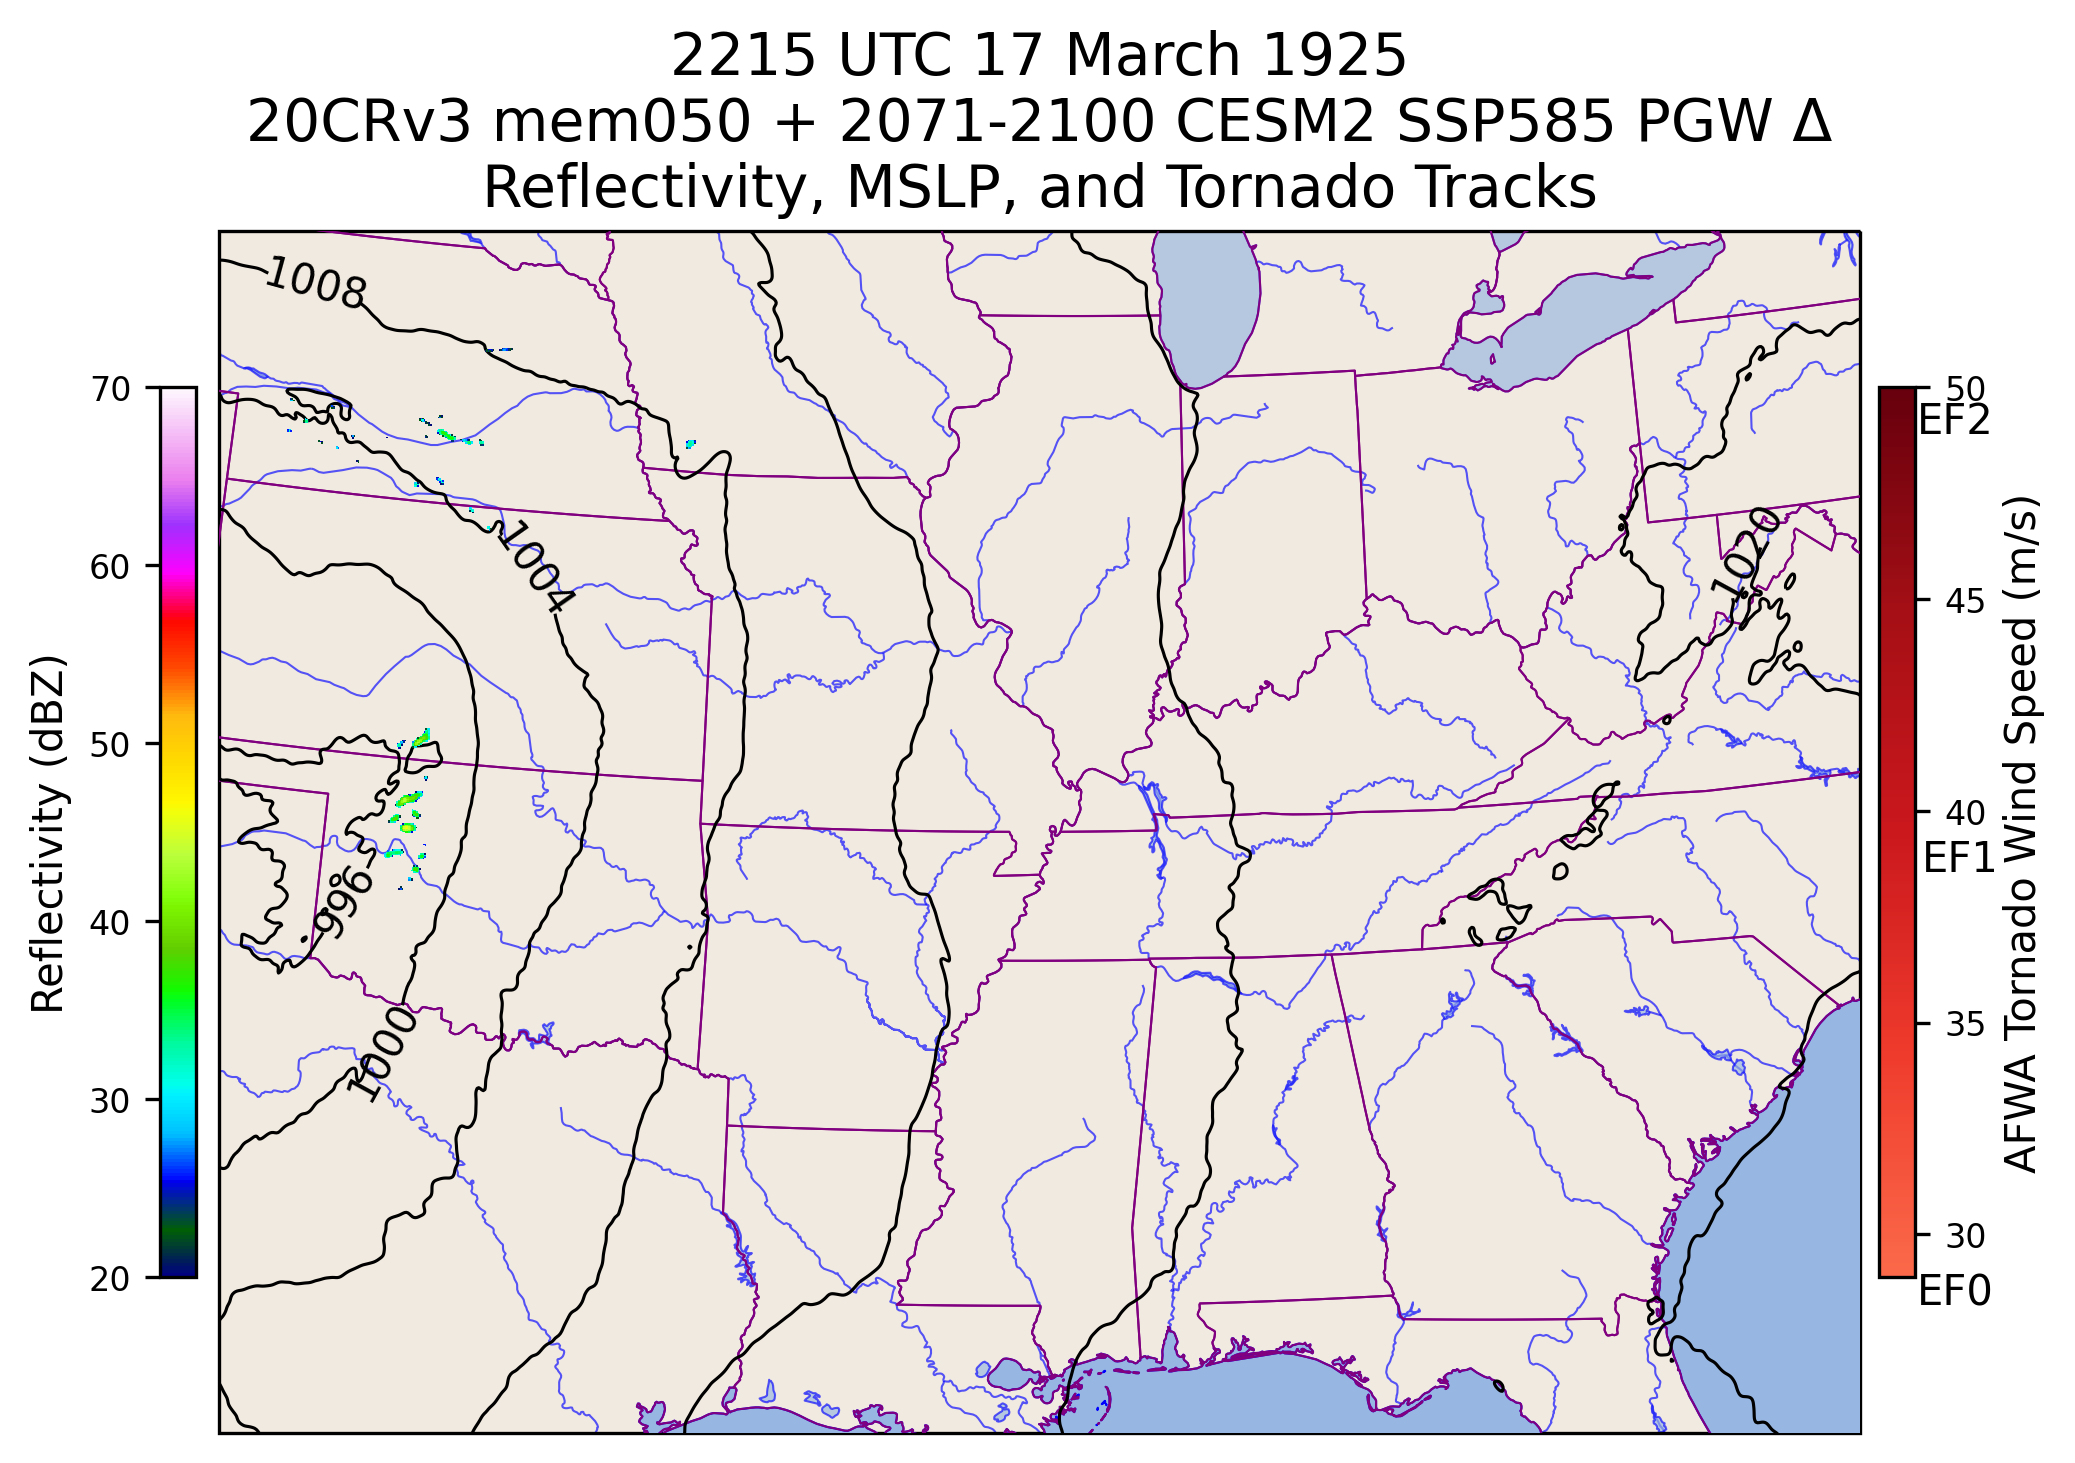 2215 UTC 17 March 1925
20CRv3 mem050 + 2071-2100 CESM2 SSP585 PGW Δ
Reflectivity, MSLP, and Tornado Tracks
1008
1004
1020
996
1000
70
60
50
40
30
20
Reflectivity (dBZ)
50
EF2
45
40
EF1
35
30
EF0
AFWA Tornado Wind Speed (m/s)